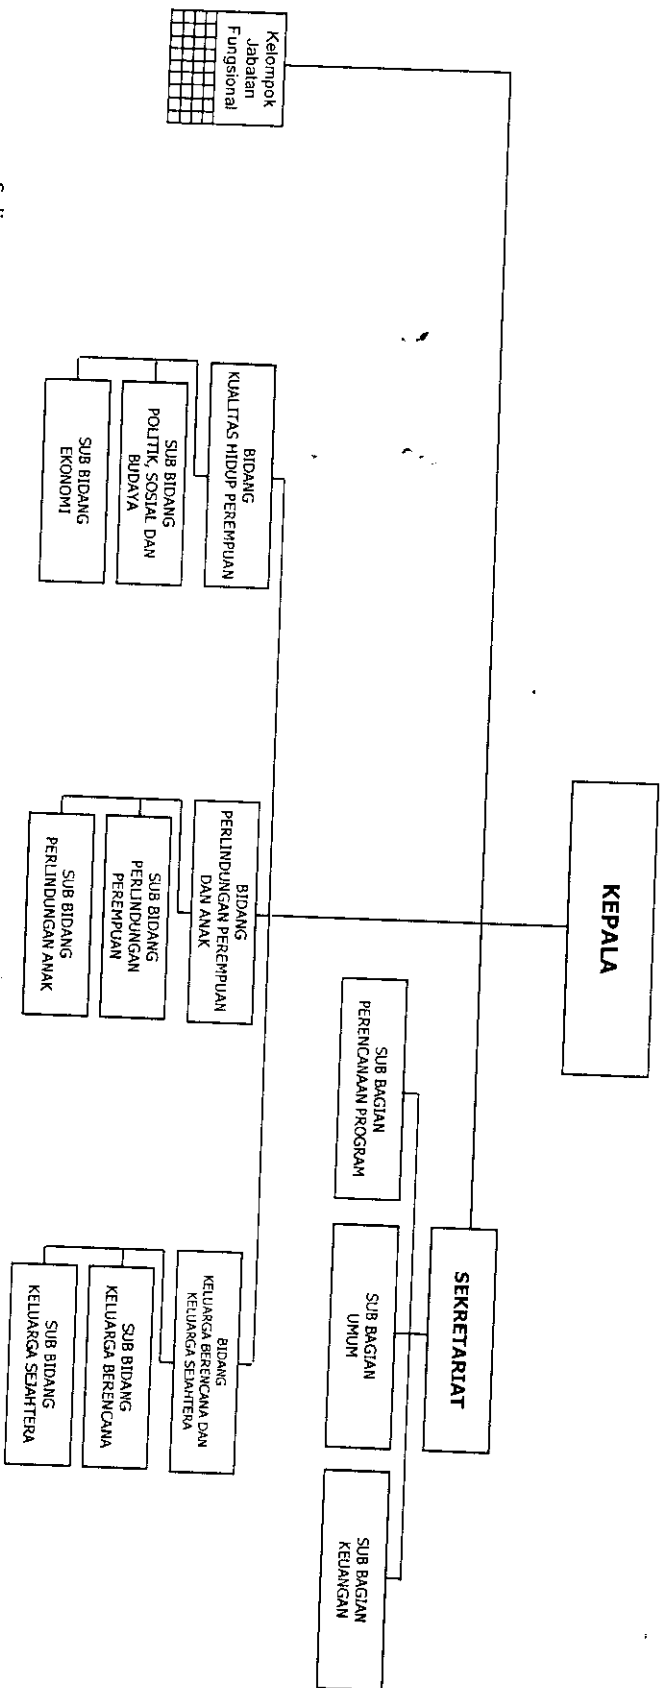 KEPALA
SEKRETARIAT
SUB BAGIAN
PERENCANAAN PROGRAM
SUB BAGIAN
UMUM
SUB BAGIAN
KEUANGAN
Kelompok
Jabatan
Fungsional
BIDANG
KUALITAS HIDUP PEREMPUAN
SUB BIDANG
POLITIK, SOSIAL DAN
BUDAYA
SUB BIDANG
EKONOMI
BIDANG
PERLINDUNGAN PEREMPUAN
DAN ANAK
SUB BIDANG
PERLINDUNGAN
PEREMPUAN
SUB BIDANG
PERLINDUNGAN ANAK
BIDANG
KELUARGA BERENCANA DAN
KELUARGA SEJAHTERA
SUB BIDANG
KELUARGA BERENCANA
SUB BIDANG
KELUARGA SEJAHTERA